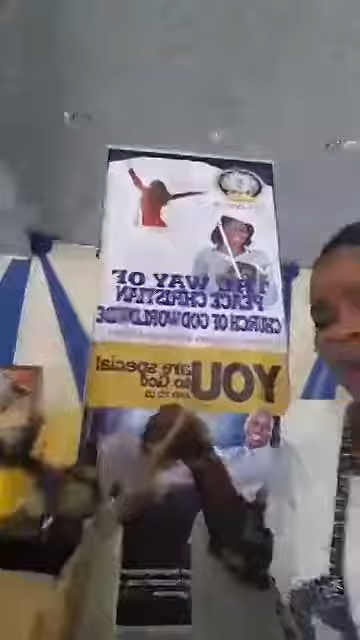 THE WAY OF
PEACE CHRISTIAN
CHURCH OF GOD WORLDWIDE
YOU
are special
to God